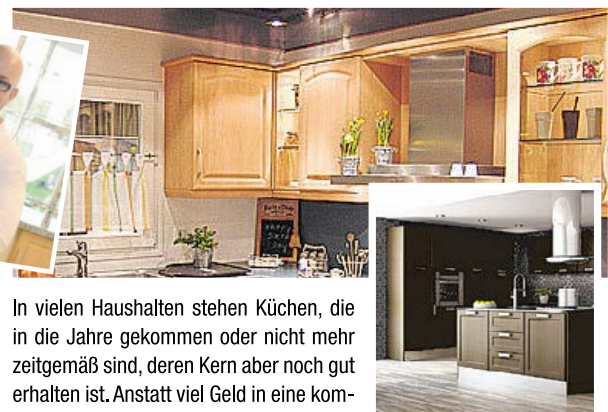 In vielen Haushalten stehen Küchen, die
in die Jahre gekommen oder nicht mehr
zeitgemäß sind, deren Kern aber noch gut
erhalten ist. Anstatt viel Geld in eine kom-